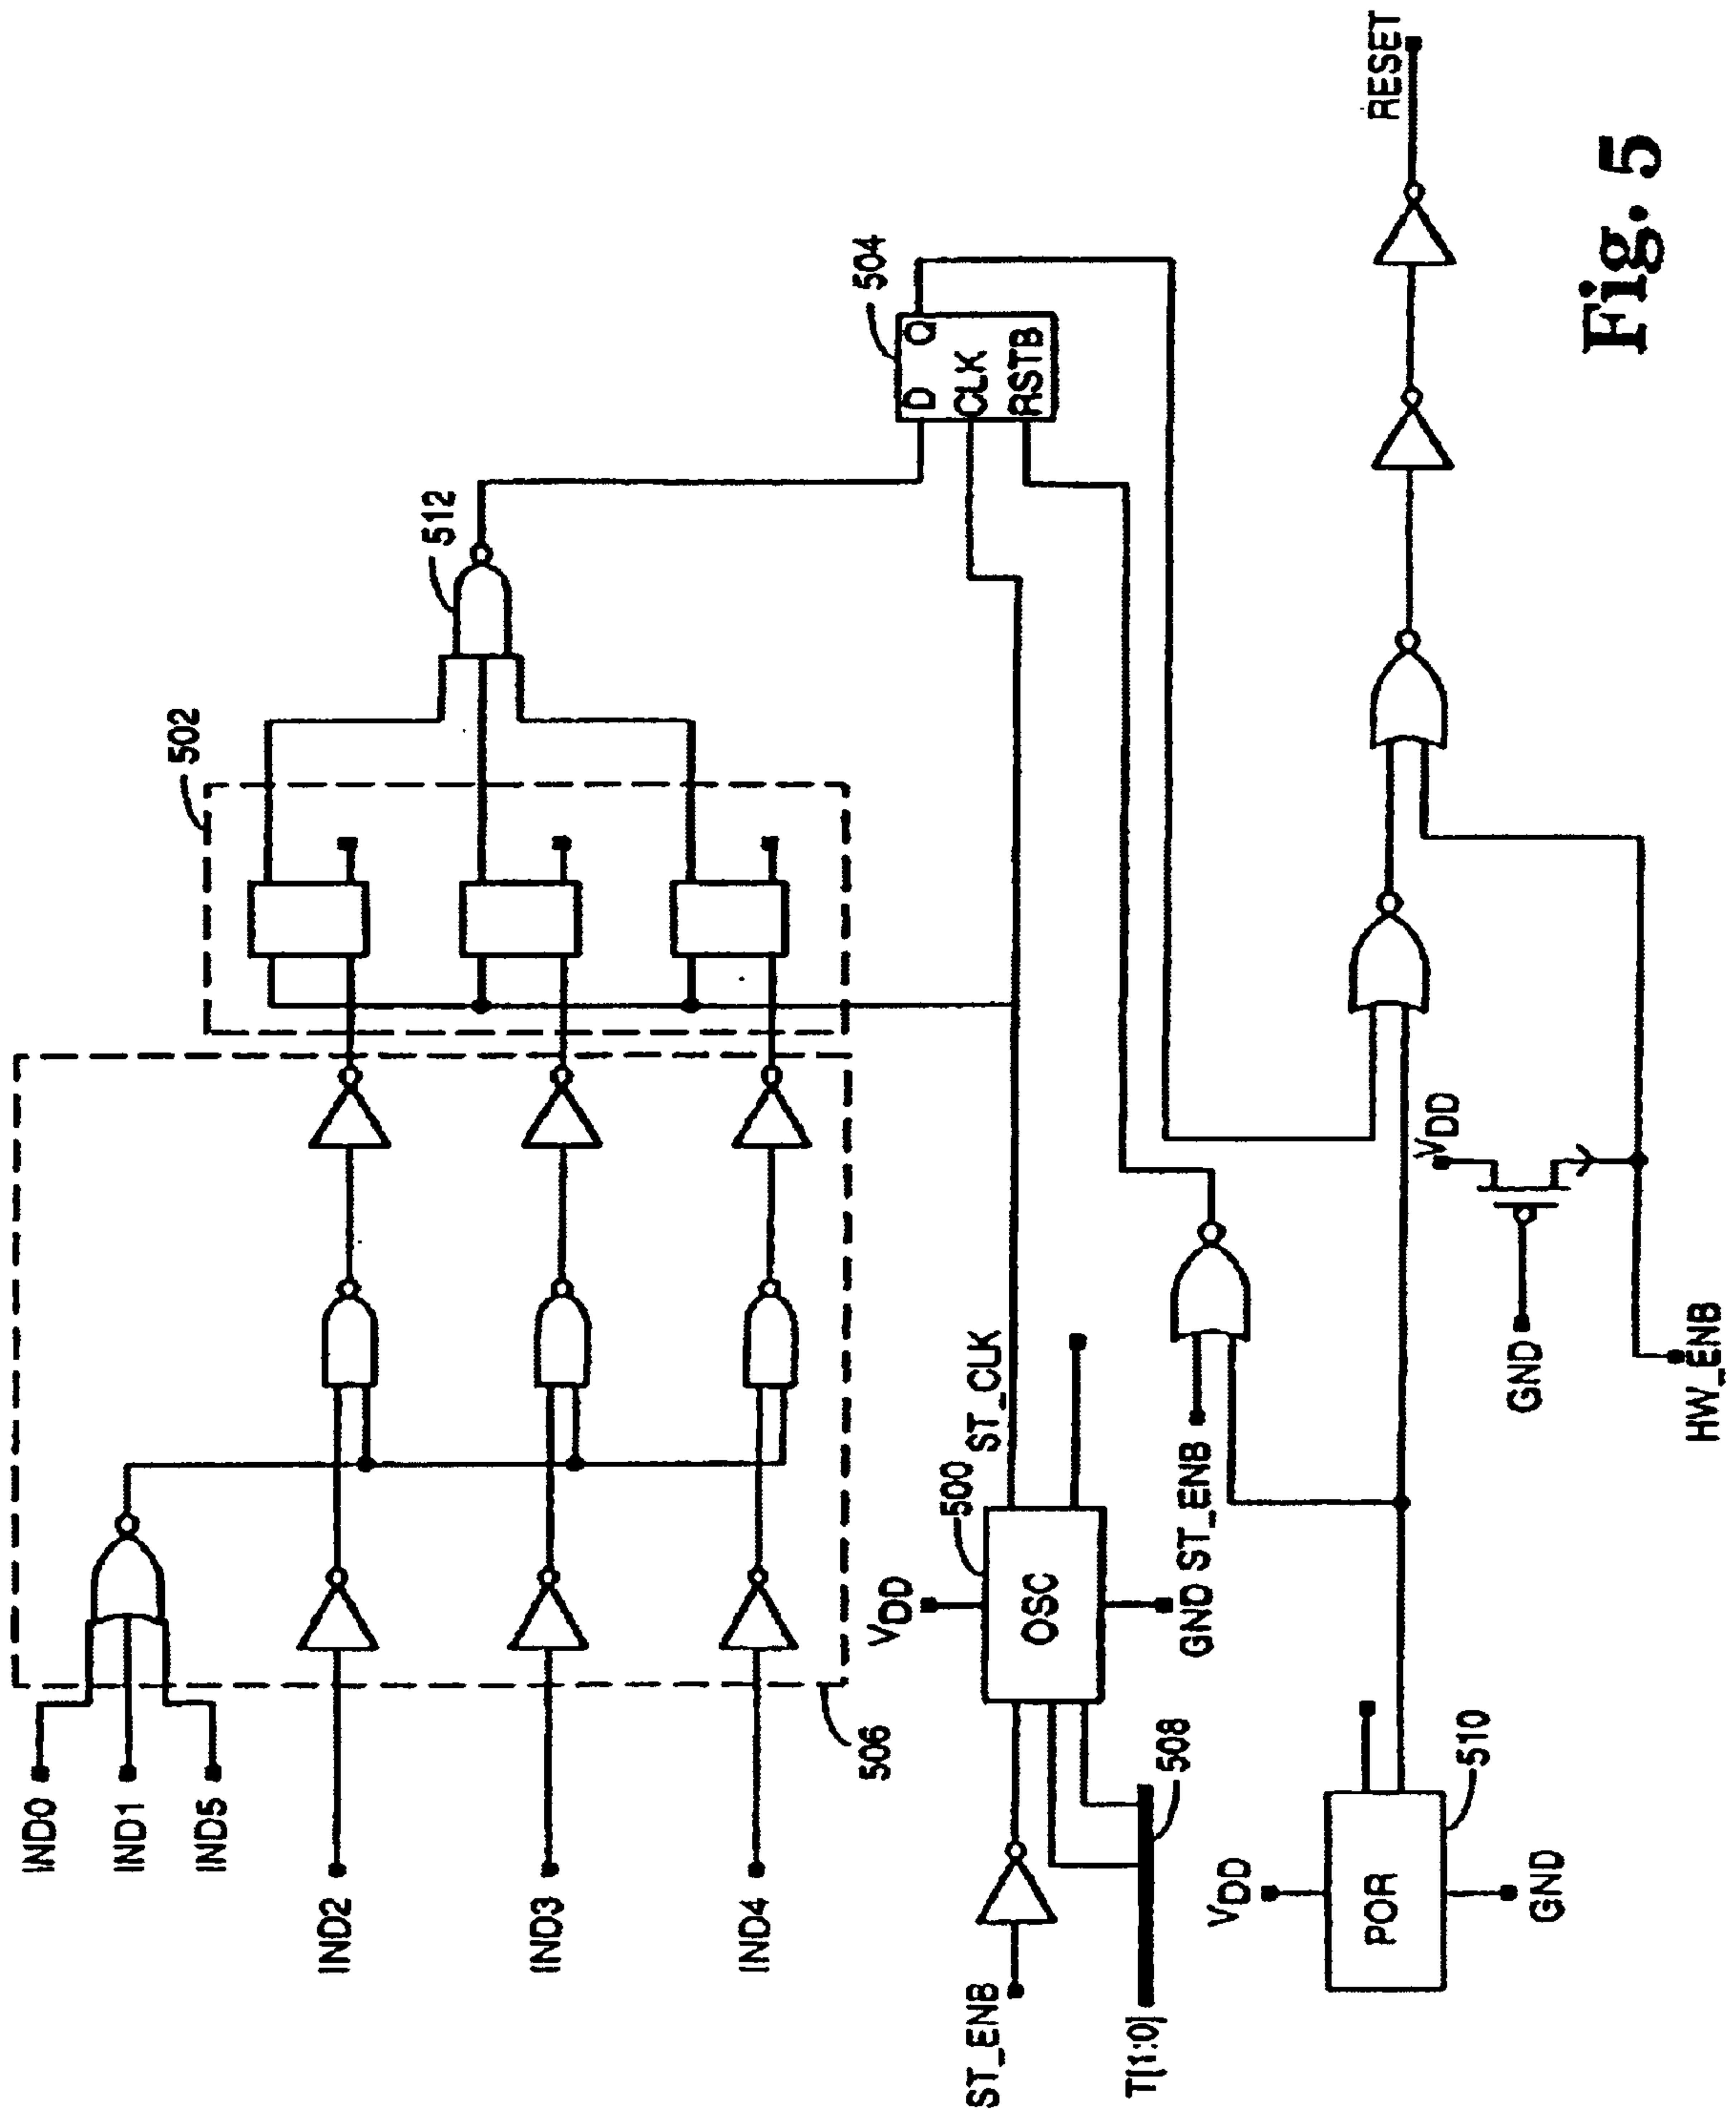 IND0
IND1
IND5
IND2
IND3
IND4
506
502
512
504
D
Q
CLK
RSTB
ST_ENB
T[1:0]
508
VDD
500
OSC
GND
ST_CLK
ST_ENB
VDD
POR
510
GND
GND
VDD
HW_ENB
RESET
Fig. 5